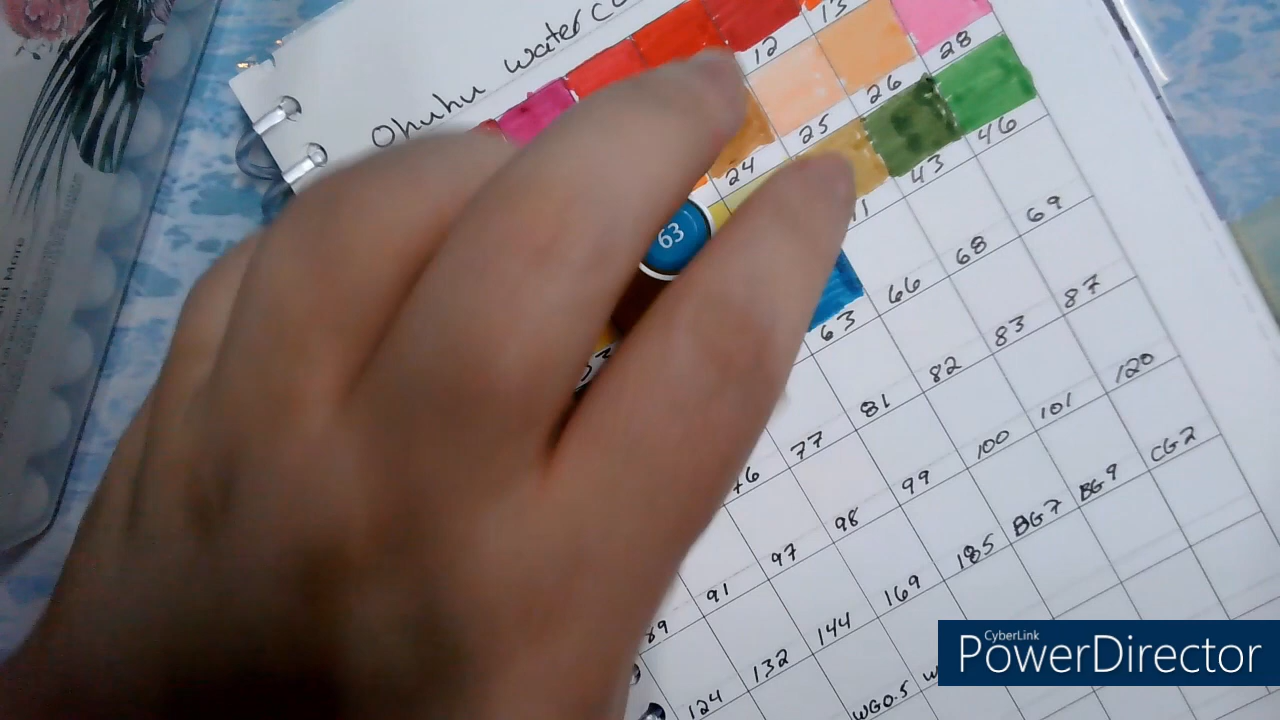 Ohuhu waterco
12 13
24 25 26 28
63
43 46
63 66 68 69
77 81 82 83 87
91 97 98 99 100 101 120
124 132 144 169 185 BG7 BG9 CG2
WG0.5
CyberLink
PowerDirector